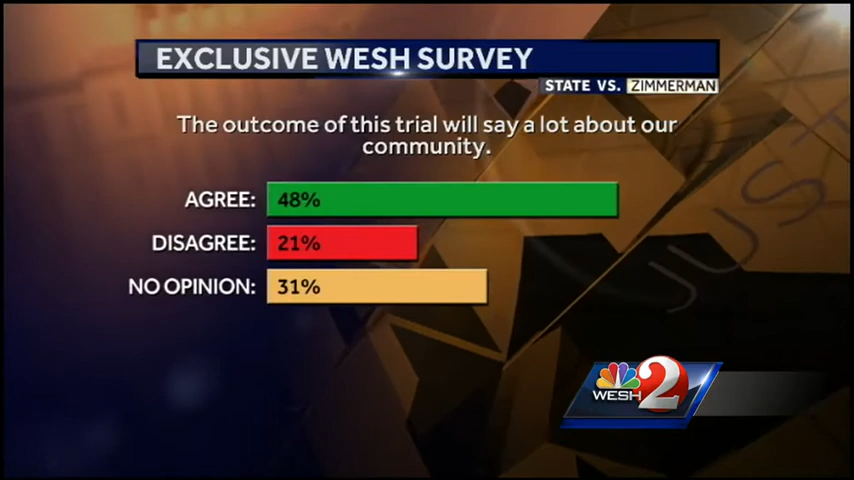 EXCLUSIVE WESH SURVEY
STATE VS. ZIMMERMAN
The outcome of this trial will say a lot about our
community.
AGREE: 48%
DISAGREE: 21%
NO OPINION: 31%
JUST
WESH 2